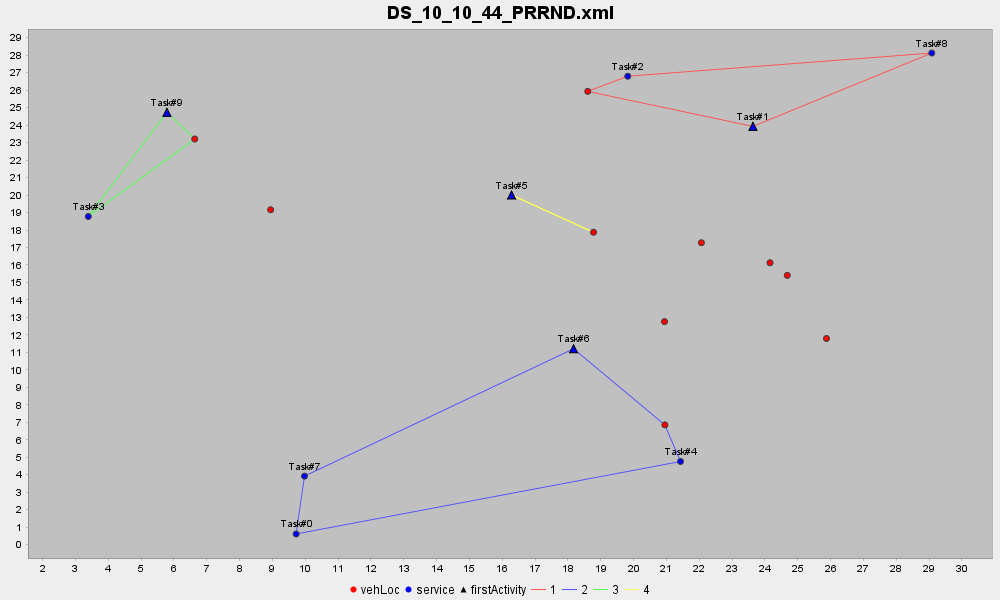 DS_10_10_44_PRRND.xml
29
28
27
26
25
24
23
22
21
20
19
18
17
16
15
14
13
12
11
10
9
8
7
6
5
4
3
2
1
0
Task#8
Task#2
Task#9
Task#1
Task#5
Task#3
Task#6
Task#4
Task#7
Task#0
2 3 4 5 6 7 8 9 10 11 12 13 14 15 16 17 18 19 20 21 22 23 24 25 26 27 28 29 30
vehLoc service firstActivity 1 2 3 4